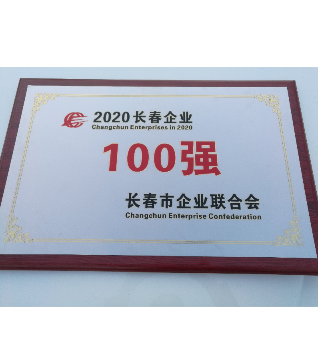 2020长春企业
Changchun Enterprises in 2020
100强
长春市企业联合会
Changchun Enterprise Confederation